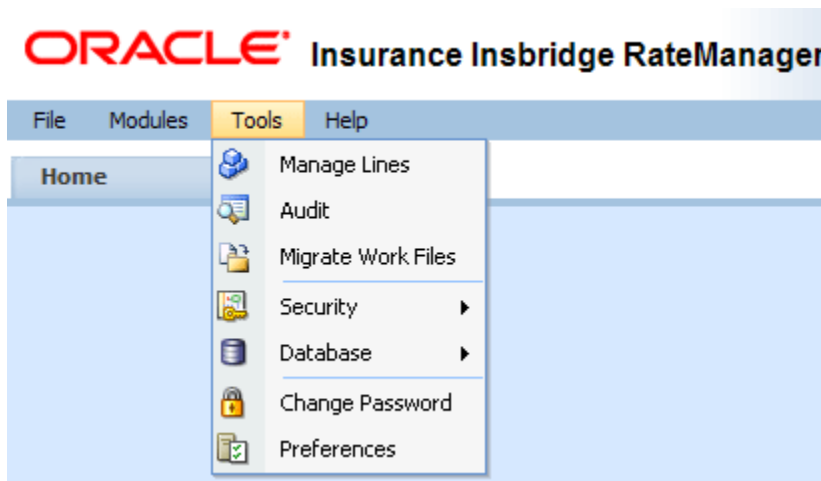 ORACLE® Insurance Insbridge RateManager
File Modules Tools Help
Home
Manage Lines
Audit
Migrate Work Files
Security
Database
Change Password
Preferences